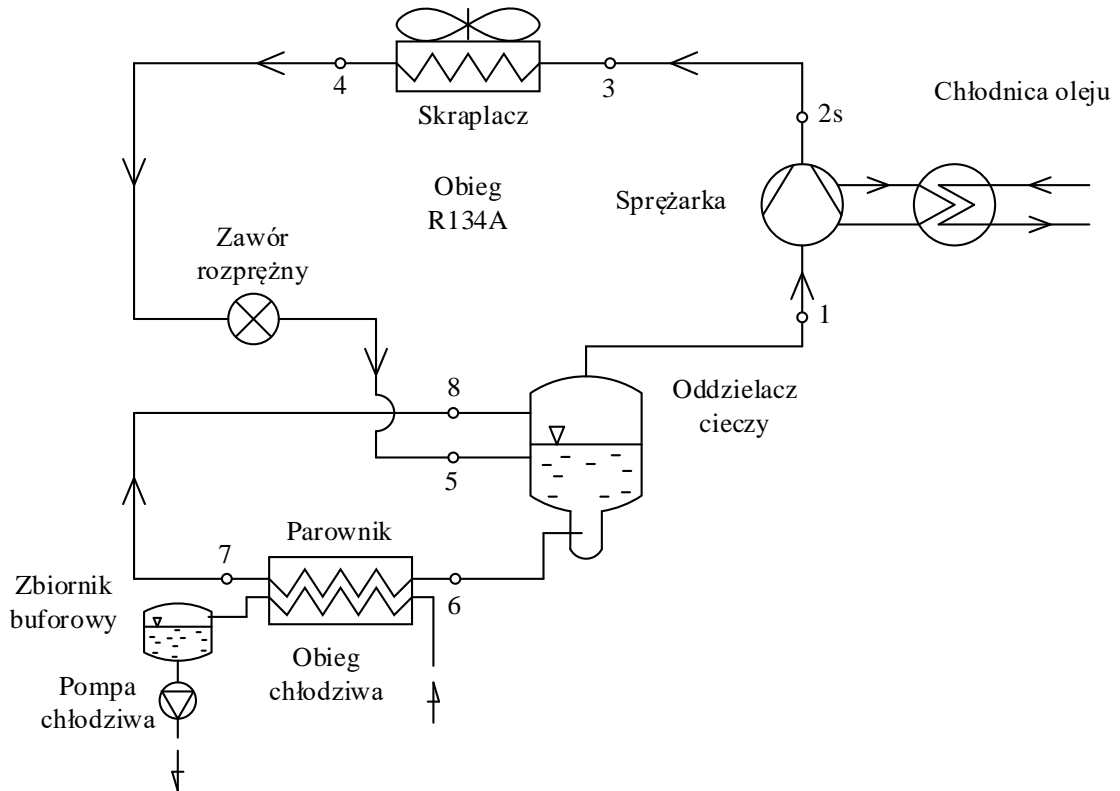 4
3
Skraplacz
Chłodnica oleju
2s
Obieg
R134A
Sprężarka
Zawór
rozprężny
1
8
Oddzielacz
cieczy
5
Parownik
7
6
Zbiornik
buforowy
Obieg
chłodziwa
Pompa
chłodziwa